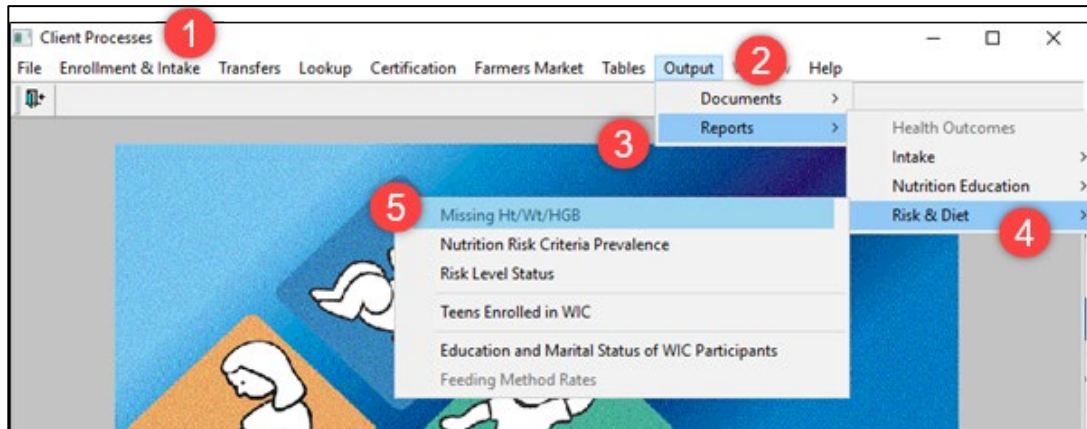 Client Processes 1
File Enrollment & Intake Transfers Lookup Certification Farmers Market Tables Output 2 Help
Documents >
3 Reports >
Health Outcomes
Intake >
Nutrition Education >
Risk & Diet > 4
5 Missing Ht/Wt/HGB
Nutrition Risk Criteria Prevalence
Risk Level Status
Teens Enrolled in WIC
Education and Marital Status of WIC Participants
Feeding Method Rates